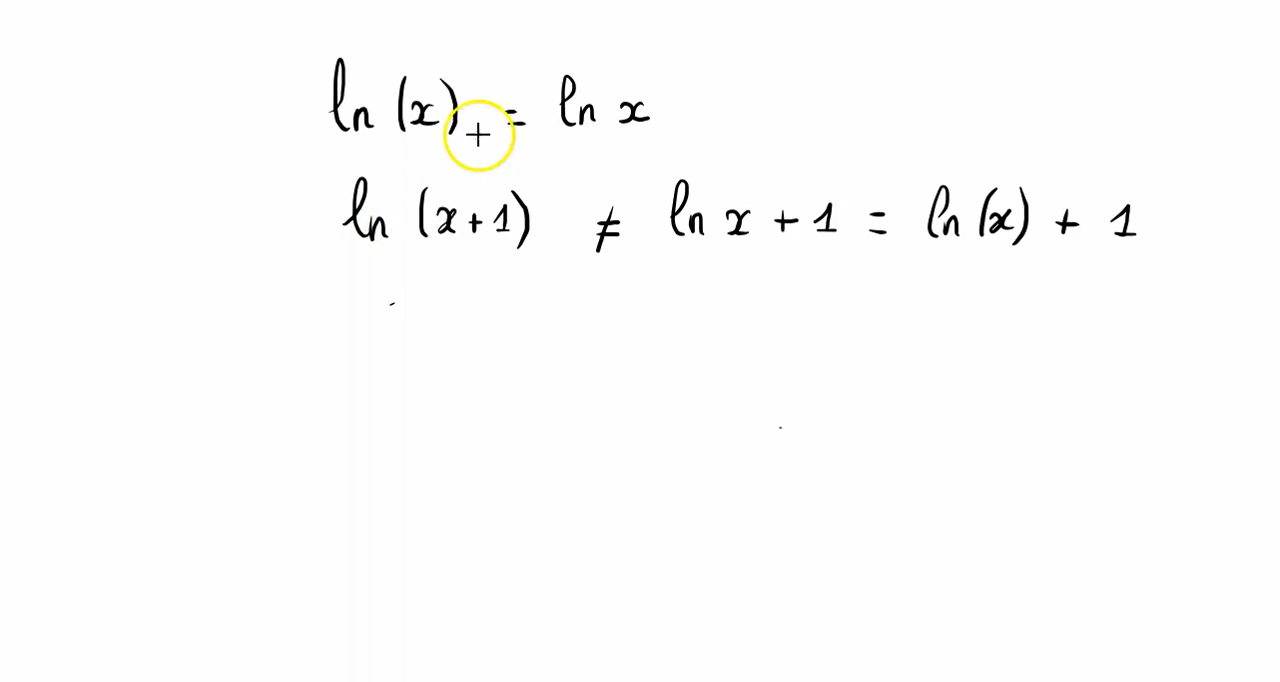 ln (x) = ln x
ln (x+1) ≠ ln x + 1 = ln (x) + 1